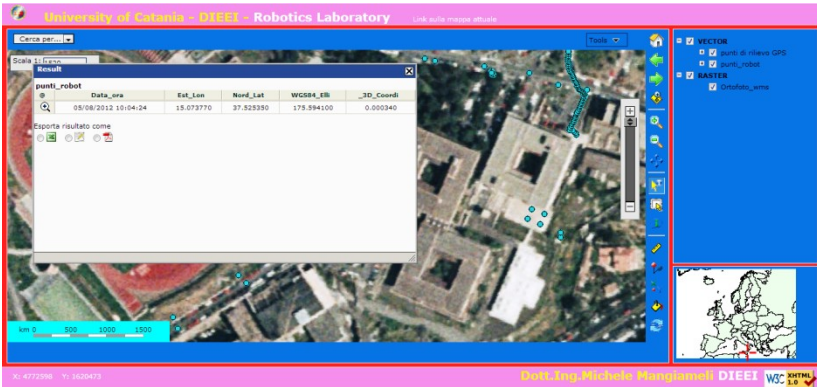 University of Catania - DIEEI - Robotics Laboratory
Link sulla mappe attuale
Cerca per...
Tools
Scala 1:
Result
punti_robot
@ Data_ora Est_Lon Nord_Lat WGS84_Elli _3D_Coordi
05/08/2012 10:04:24 15.073770 37.525350 175.594100 0.000340
Esporta risultato come
VECTOR
punti di rilievo GPS
punti_robot
RASTER
Ortofoto_wms
km 0 500 1000 1500
X: 4772598 Y: 1620473
Dott.Ing.Michele Mangiameli DIEEI
W3C XHTML 1.0